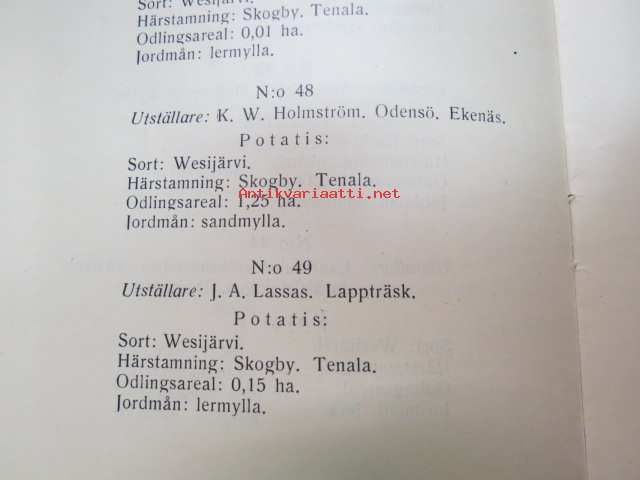 Sort: Wesijärvi.
Härstamning: Skogby. Tenala.
Odlingsareal: 0,01 ha.
Jordmån: lermylla.
N:o 48
Utställare: K. W. Holmström. Odensö. Ekenäs.
Potatis:
Sort: Wesijärvi.
Härstamning: Skogby. Tenala.
Antikvariaatti.net
Odlingsareal: 1,25 ha.
Jordmån: sandmylla.
N:o 49
Utställare: J. A. Lassas. Lappträsk.
Potatis:
Sort: Wesijärvi.
Härstamning: Skogby. Tenala.
Odlingsareal: 0,15 ha.
Jordmån: lermylla.